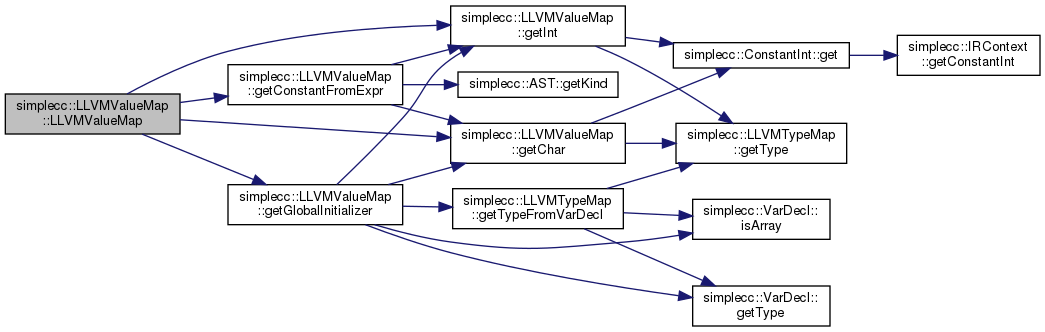 simplecc::LLVMValueMap
::LLVMValueMap
simplecc::LLVMValueMap
::getConstantFromExpr
simplecc::LLVMValueMap
::getGlobalInitializer
simplecc::LLVMValueMap
::getInt
simplecc::AST::getKind
simplecc::LLVMValueMap
::getChar
simplecc::LLVMTypeMap
::getTypeFromVarDecl
simplecc::ConstantInt::get
simplecc::LLVMTypeMap
::getType
simplecc::VarDecl::
isArray
simplecc::VarDecl::
getType
simplecc::IRContext
::getConstantInt